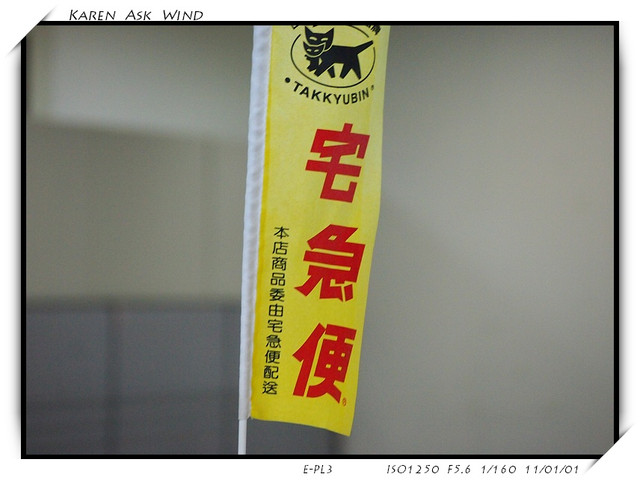 Karen Ask Wind
TAKKYUBIN
宅急便
本店商品委由宅急便配送
E-PL3 ISO1250 F5.6 1/160 11/01/01